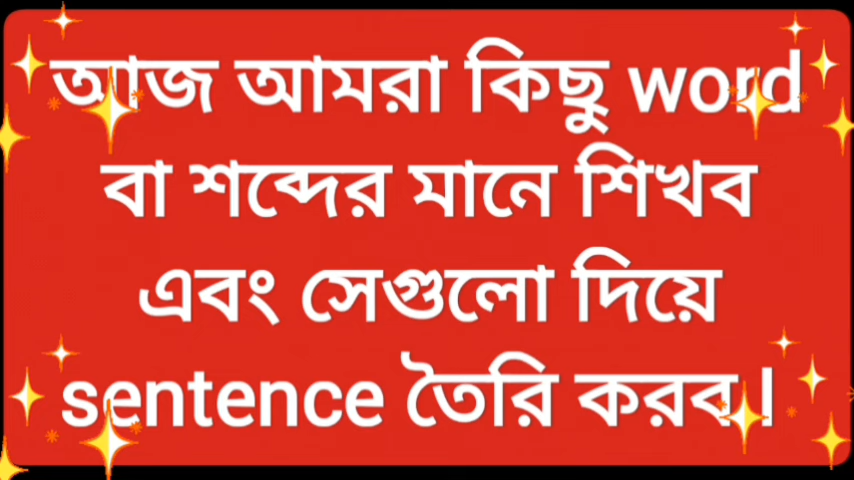 আজ আমরা কিছু word
বা শব্দের মানে শিখব
এবং সেগুলো দিয়ে
sentence তৈরি করব।